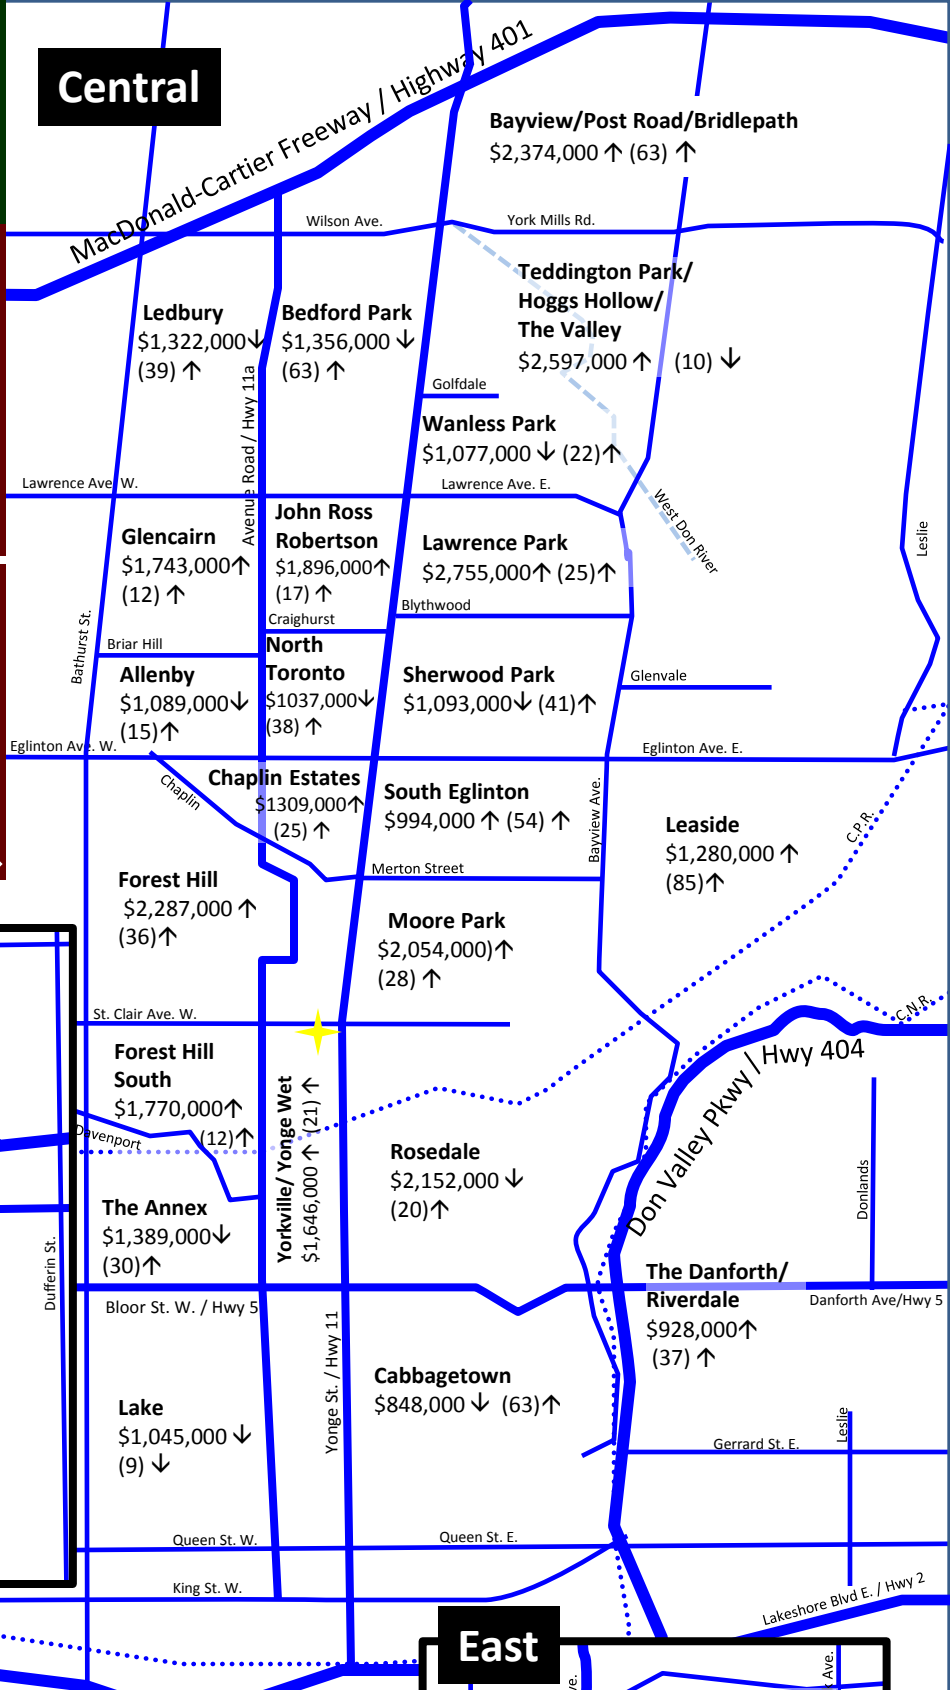 Central
MacDonald-Cartier Freeway / Highway 401
Bayview/Post Road/Bridlepath
$2,374,000 ↑ (63) ↑
Wilson Ave.
York Mills Rd.
Teddington Park/
Hoggs Hollow/
The Valley
$2,597,000 ↑ (10) ↓
Ledbury
$1,322,000↓
(39) ↑
Bedford Park
$1,356,000 ↓
(63) ↑
Avenue Road / Hwy 11a
Golfdale
Wanless Park
$1,077,000 ↓ (22)↑
Lawrence Ave. W.
Lawrence Ave. E.
West Don River
Leslie
Glencairn
$1,743,000↑
(12) ↑
John Ross
Robertson
$1,896,000↑
(17) ↑
Lawrence Park
$2,755,000↑ (25)↑
Blythwood
Craighurst
Bathurst St.
Briar Hill
Allenby
$1,089,000↓
(15)↑
North
Toronto
$1037,000↓
(38) ↑
Sherwood Park
$1,093,000↓ (41)↑
Glenvale
Eglinton Ave. W.
Eglinton Ave. E.
Chaplin
Chaplin Estates
$1309,000↑
(25) ↑
South Eglinton
$994,000 ↑ (54) ↑
Bayview Ave.
Leaside
$1,280,000 ↑
(85)↑
C.P.R.
Merton Street
Forest Hill
$2,287,000 ↑
(36)↑
Moore Park
$2,054,000)↑
(28) ↑
St. Clair Ave. W.
C.N.R.
Don Valley Pkwy / Hwy 404
Forest Hill
South
$1,770,000↑
(12)↑
Davenport
Yorkville/ Yonge Wet
$1,646,000 ↑ (21) ↑
Rosedale
$2,152,000 ↓
(20)↑
Donlands
The Annex
$1,389,000↓
(30)↑
Dufferin St.
Bloor St. W. / Hwy 5
The Danforth/
Riverdale
$928,000↑
(37) ↑
Danforth Ave/Hwy 5
Yonge St. / Hwy 11
Cabbagetown
$848,000 ↓ (63)↑
Lake
$1,045,000 ↓
(9) ↓
Leslie
Gerrard St. E.
Queen St. W.
Queen St. E.
King St. W.
Lakeshore Blvd E. / Hwy 2
East
Ave.